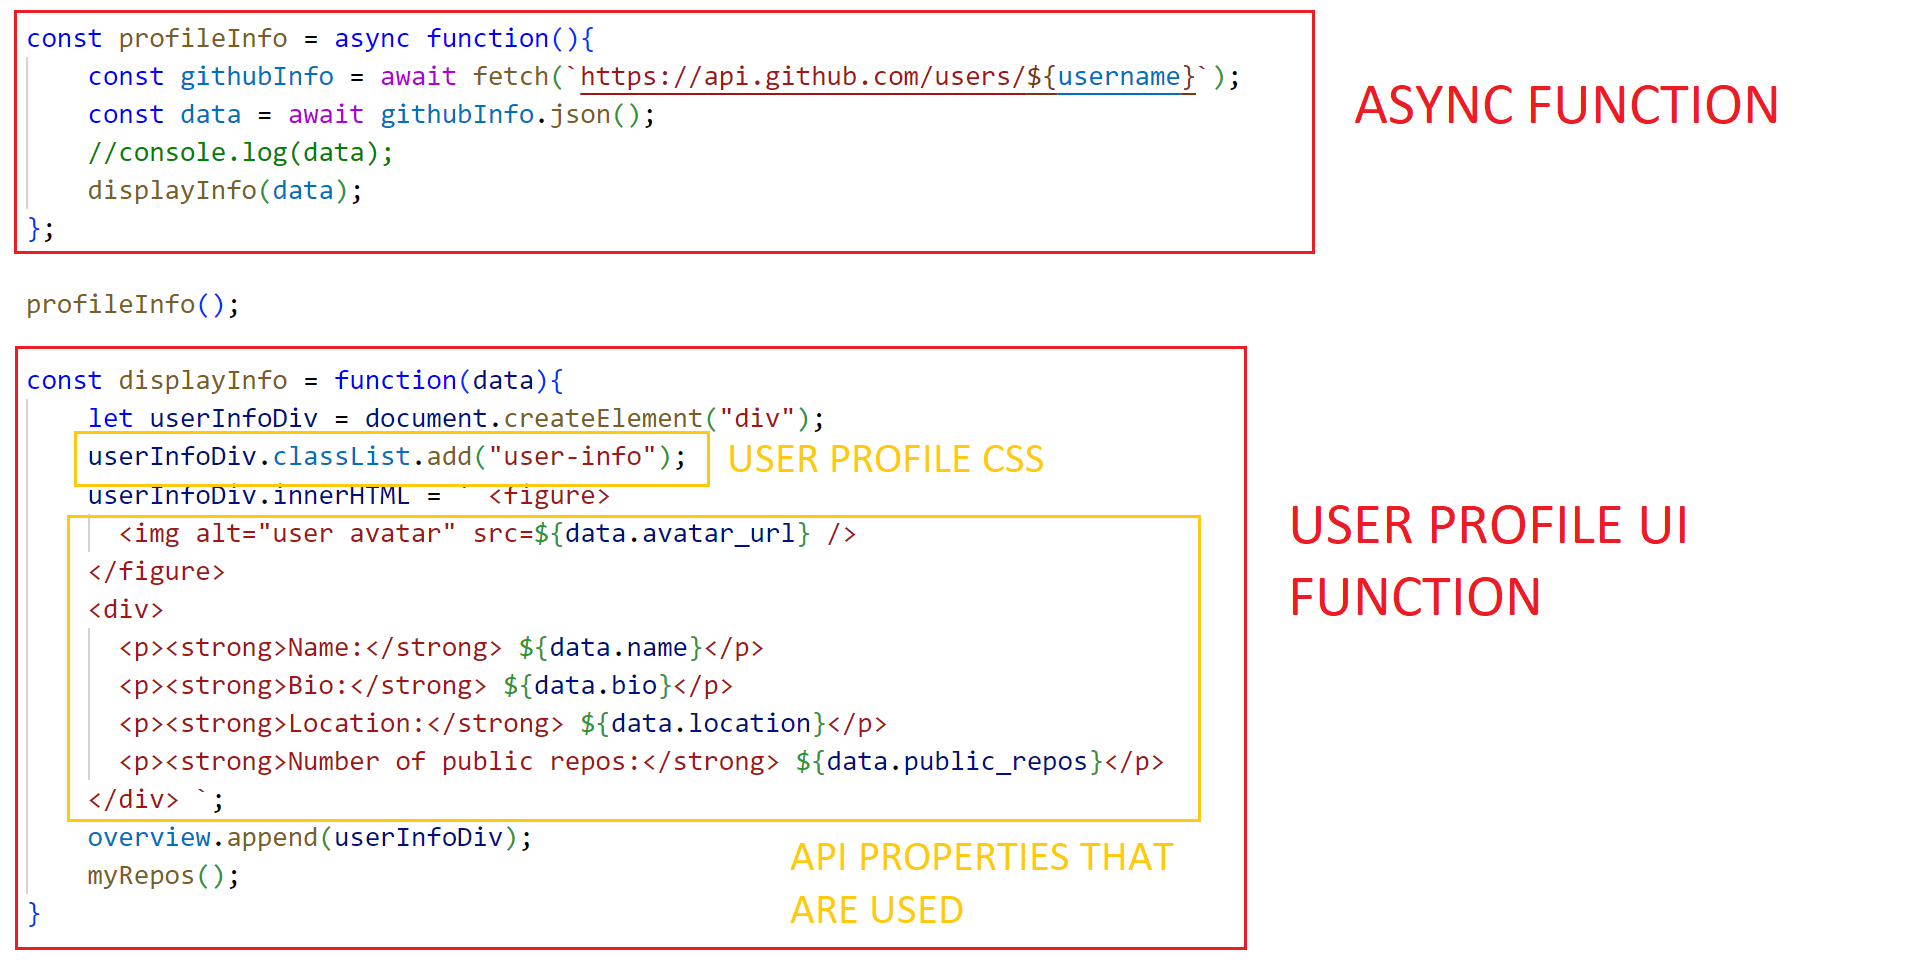 const profileInfo = async function(){
    const githubInfo = await fetch(`https://api.github.com/users/${username}`);
    const data = await githubInfo.json();
    //console.log(data);
    displayInfo(data);
};
ASYNC FUNCTION
profileInfo();
const displayInfo = function(data){
    let userInfoDiv = document.createElement("div");
    userInfoDiv.classList.add("user-info");
USER PROFILE CSS
    userInfoDiv.innerHTML = ` <figure>
      <img alt="user avatar" src=${data.avatar_url} />
    </figure>
    <div>
      <p><strong>Name:</strong> ${data.name}</p>
      <p><strong>Bio:</strong> ${data.bio}</p>
      <p><strong>Location:</strong> ${data.location}</p>
      <p><strong>Number of public repos:</strong> ${data.public_repos}</p>
    </div> `;
    overview.append(userInfoDiv);
    myRepos();
}
API PROPERTIES THAT
ARE USED
USER PROFILE UI
FUNCTION